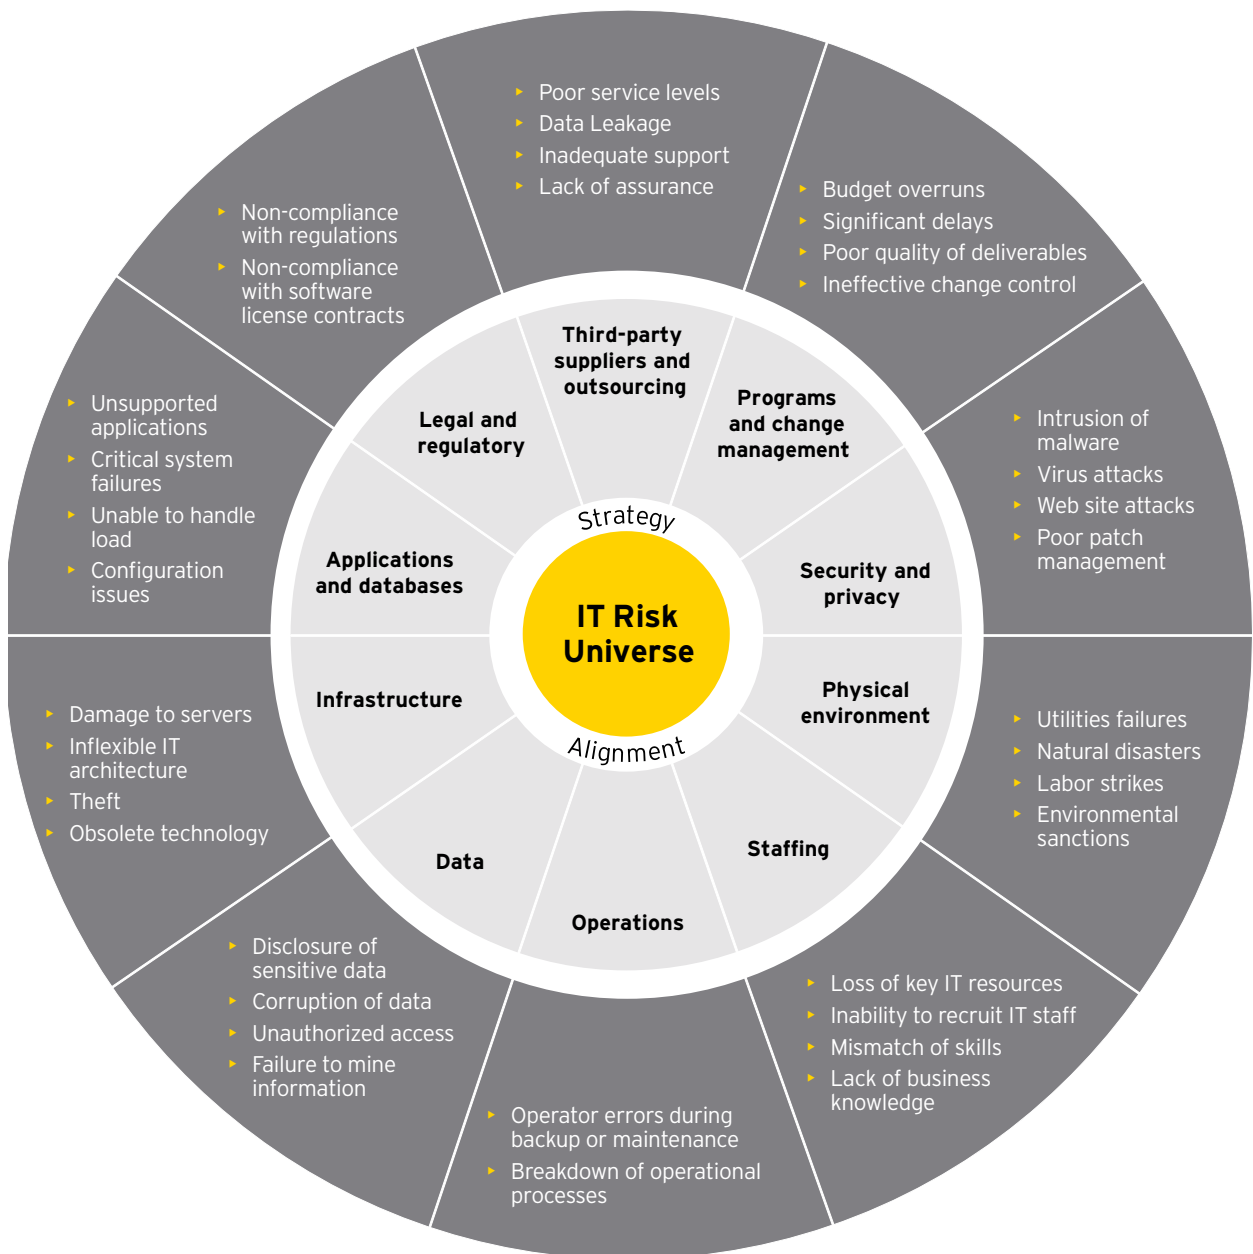 Poor service levels
Data Leakage
Inadequate support
Lack of assurance
Budget overruns
Significant delays
Poor quality of deliverables
Ineffective change control
Intrusion of
malware
Virus attacks
Web site attacks
Poor patch
management
Utilities failures
Natural disasters
Labor strikes
Environmental
sanctions
Loss of key IT resources
Inability to recruit IT staff
Mismatch of skills
Lack of business
knowledge
Operator errors during
backup or maintenance
Breakdown of operational
processes
Disclosure of
sensitive data
Corruption of data
Unauthorized access
Failure to mine
information
Damage to servers
Inflexible IT
architecture
Theft
Obsolete technology
Unsupported
applications
Critical system
failures
Unable to handle
load
Configuration
issues
Non-compliance
with regulations
Non-compliance
with software
license contracts
Third-party
suppliers and
outsourcing
Programs
and change
management
Security and
privacy
Physical
environment
Staffing
Operations
Data
Infrastructure
Applications
and databases
Legal and
regulatory
Strategy
IT Risk
Universe
Alignment